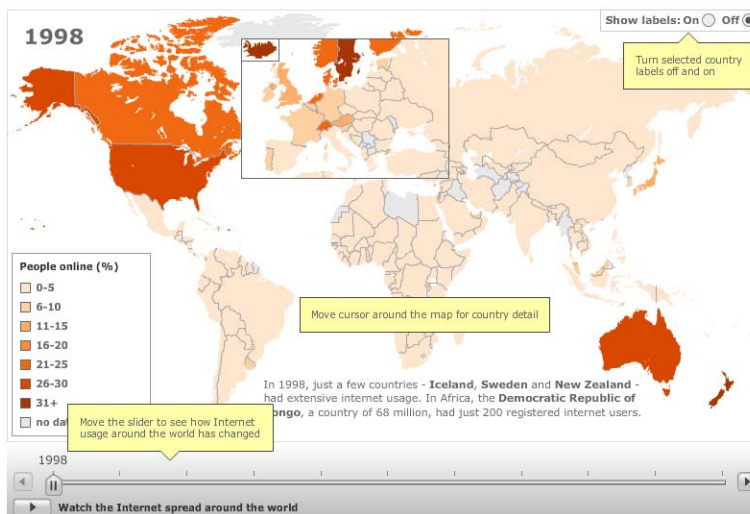 1998
Show labels: On Off
Turn selected country
labels off and on
People online (%)
0-5
6-10
11-15
16-20
21-25
26-30
31+
no da
Move cursor around the map for country detail
In 1998, just a few countries - Iceland, Sweden and New Zealand -
had extensive internet usage. In Africa, the Democratic Republic of
ongo, a country of 68 million, had just 200 registered internet users.
Move the slider to see how Internet
usage around the world has changed
1998
Watch the Internet spread around the world